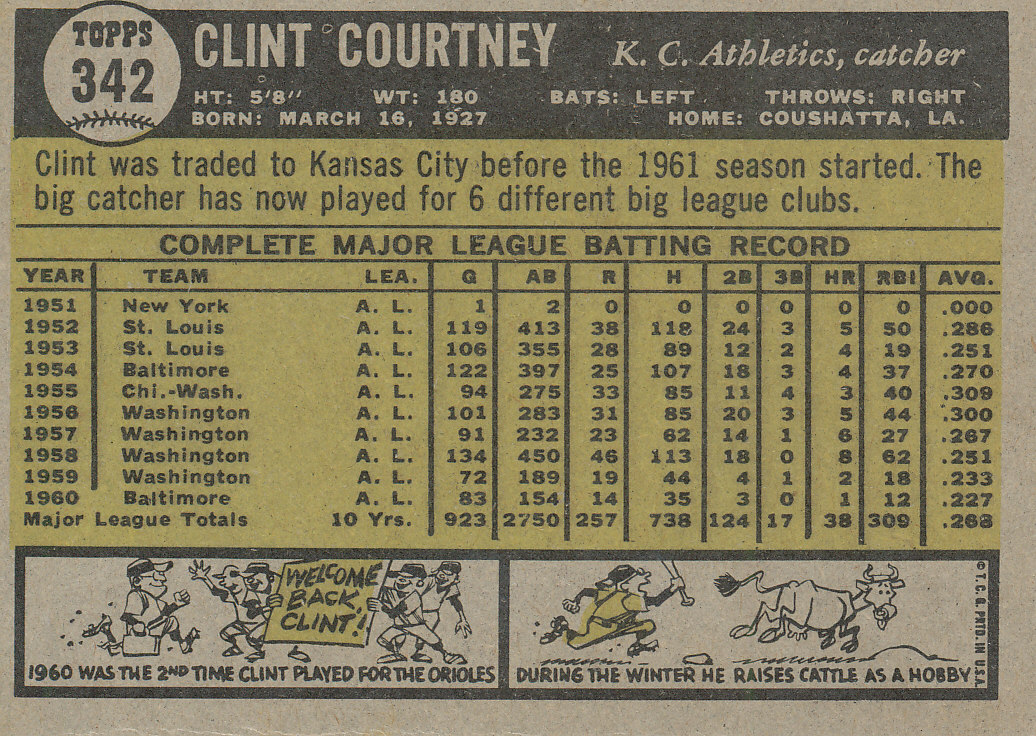 TOPPS
342
CLINT COURTNEY K. C. Athletics, catcher
HT: 5'8" WT: 180 BATS: LEFT THROWS: RIGHT
BORN: MARCH 16, 1927 HOME: COUSHATTA, LA.
Clint was traded to Kansas City before the 1961 season started. The
big catcher has now played for 6 different big league clubs.
COMPLETE MAJOR LEAGUE BATTING RECORD
YEAR TEAM LEA. G AB R H 2B 3B HR RBI AVG.
1951 New York A. L. 1 2 0 0 0 0 0 0 .000
1952 St. Louis A. L. 119 413 38 118 24 3 5 50 .286
1953 St. Louis A. L. 106 355 28 89 12 2 4 19 .251
1954 Baltimore A. L. 122 397 25 107 18 3 4 37 .270
1955 Chi.-Wash. A. L. 94 275 33 85 11 4 3 40 .309
1956 Washington A. L. 101 283 31 85 20 3 5 44 .300
1957 Washington A. L. 91 232 23 62 14 1 6 27 .267
1958 Washington A. L. 134 450 46 113 18 0 8 62 .251
1959 Washington A. L. 72 189 19 44 4 1 2 18 .233
1960 Baltimore A. L. 83 154 14 35 3 0 1 12 .227
Major League Totals 10 Yrs. 923 2750 257 738 124 17 38 309 .268
WELCOME
BACK,
CLINT!
1960 WAS THE 2ND TIME CLINT PLAYED FOR THE ORIOLES
DURING THE WINTER HE RAISES CATTLE AS A HOBBY
© T. C. G. PRTD. IN U.S.A.